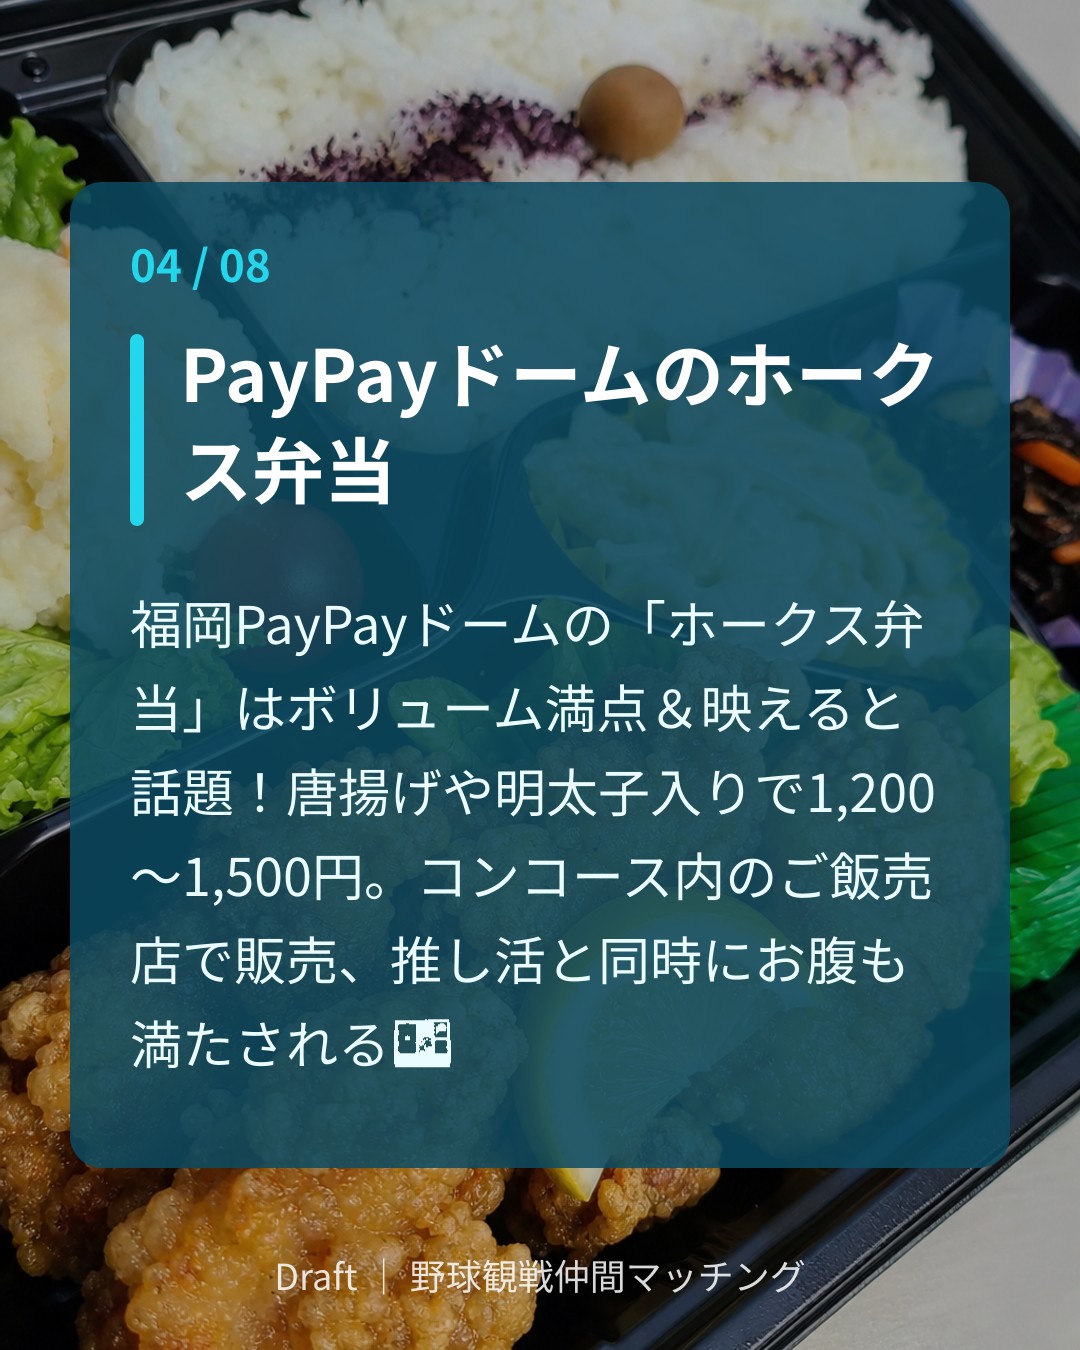 04 / 08
PayPayドームのホーク
ス弁当
福岡PayPayドームの「ホークス弁
当」はボリューム満点＆映えると
話題！唐揚げや明太子入りで1,200
〜1,500円。コンコース内のご飯売
店で販売、推し活と同時にお腹も
満たされる🍱
Draft ｜ 野球観戦仲間マッチング